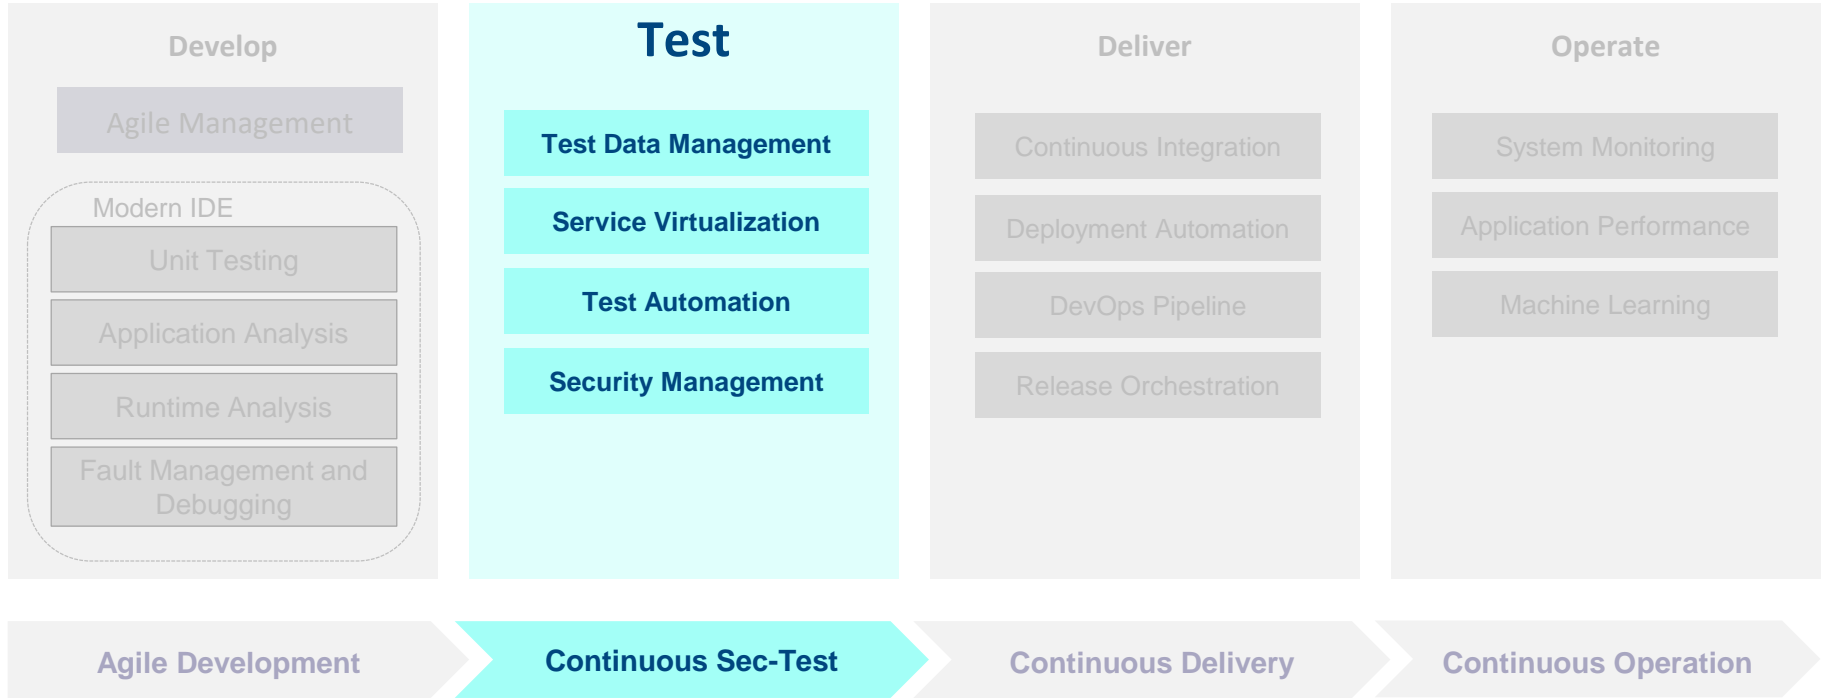 Develop
Agile Management
Modern IDE
Unit Testing
Application Analysis
Runtime Analysis
Fault Management and
Debugging
Test
Test Data Management
Service Virtualization
Test Automation
Security Management
Deliver
Continuous Integration
Deployment Automation
DevOps Pipeline
Release Orchestration
Operate
System Monitoring
Application Performance
Machine Learning
Agile Development
Continuous Sec-Test
Continuous Delivery
Continuous Operation